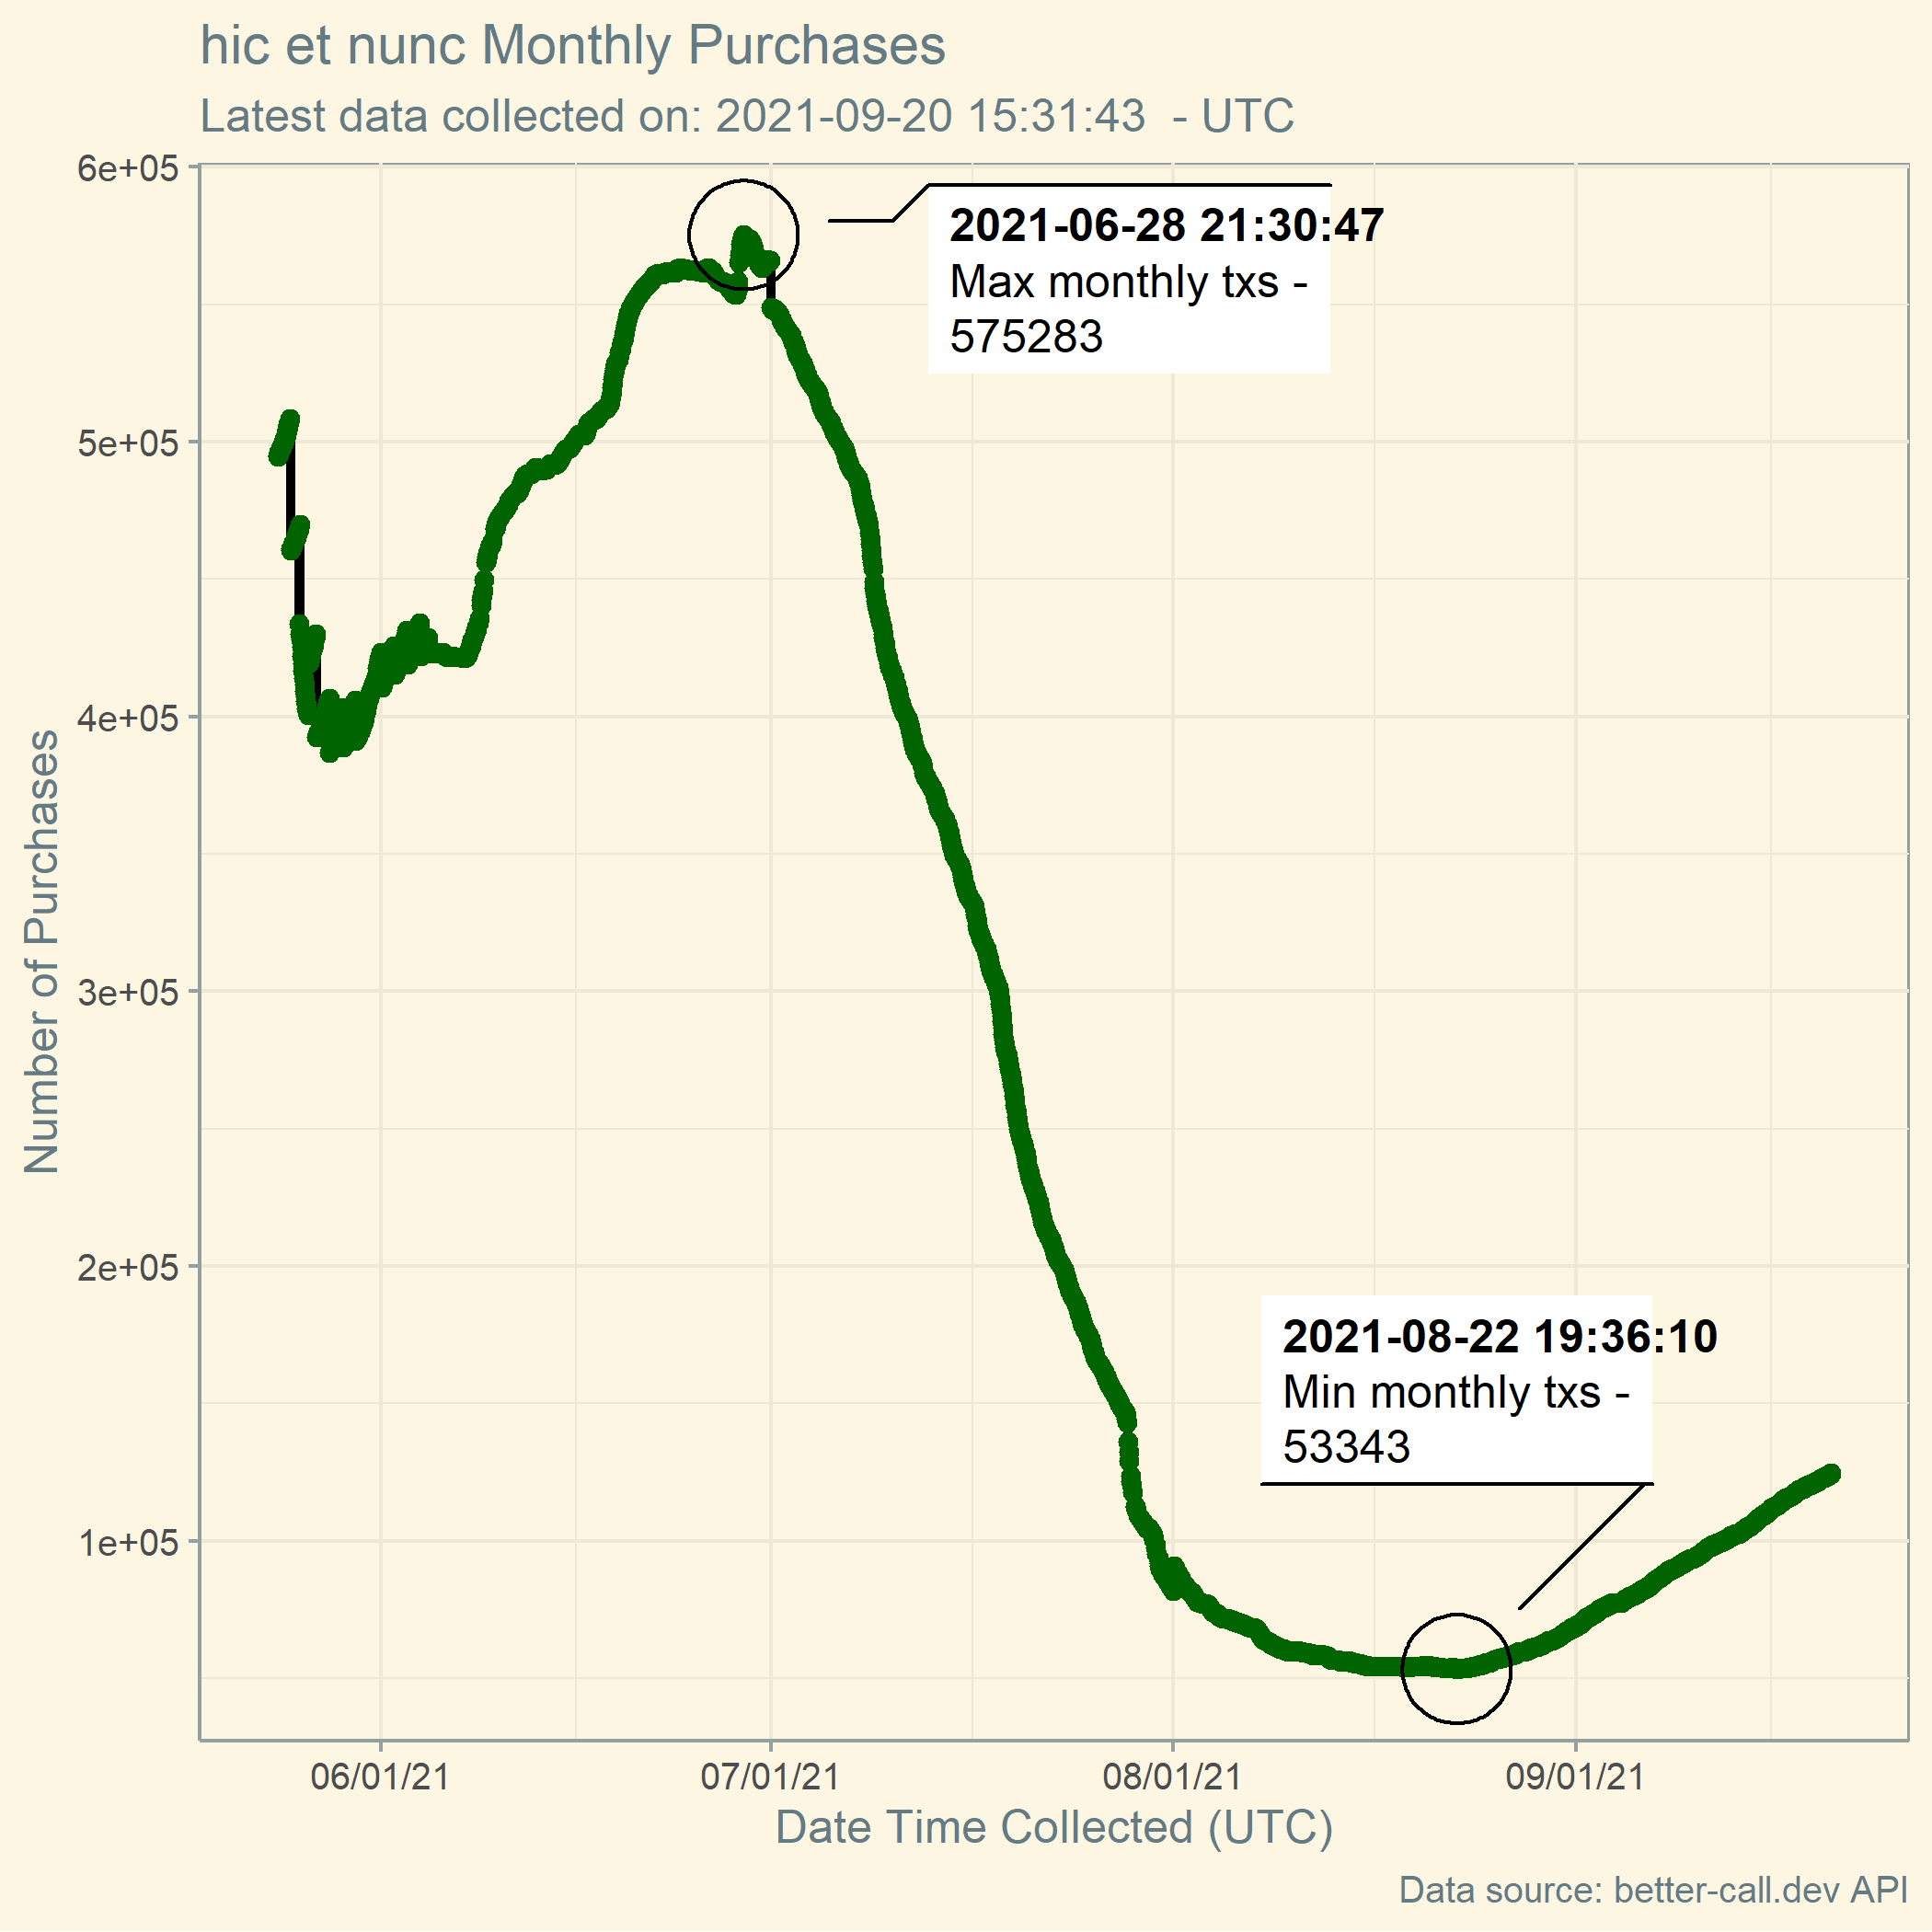 hic et nunc Monthly Purchases
Latest data collected on: 2021-09-20 15:31:43 - UTC
6e+05
5e+05
4e+05
3e+05
2e+05
1e+05
Number of Purchases
2021-06-28 21:30:47
Max monthly txs -
575283
2021-08-22 19:36:10
Min monthly txs -
53343
06/01/21
07/01/21
08/01/21
09/01/21
Date Time Collected (UTC)
Data source: better-call.dev API